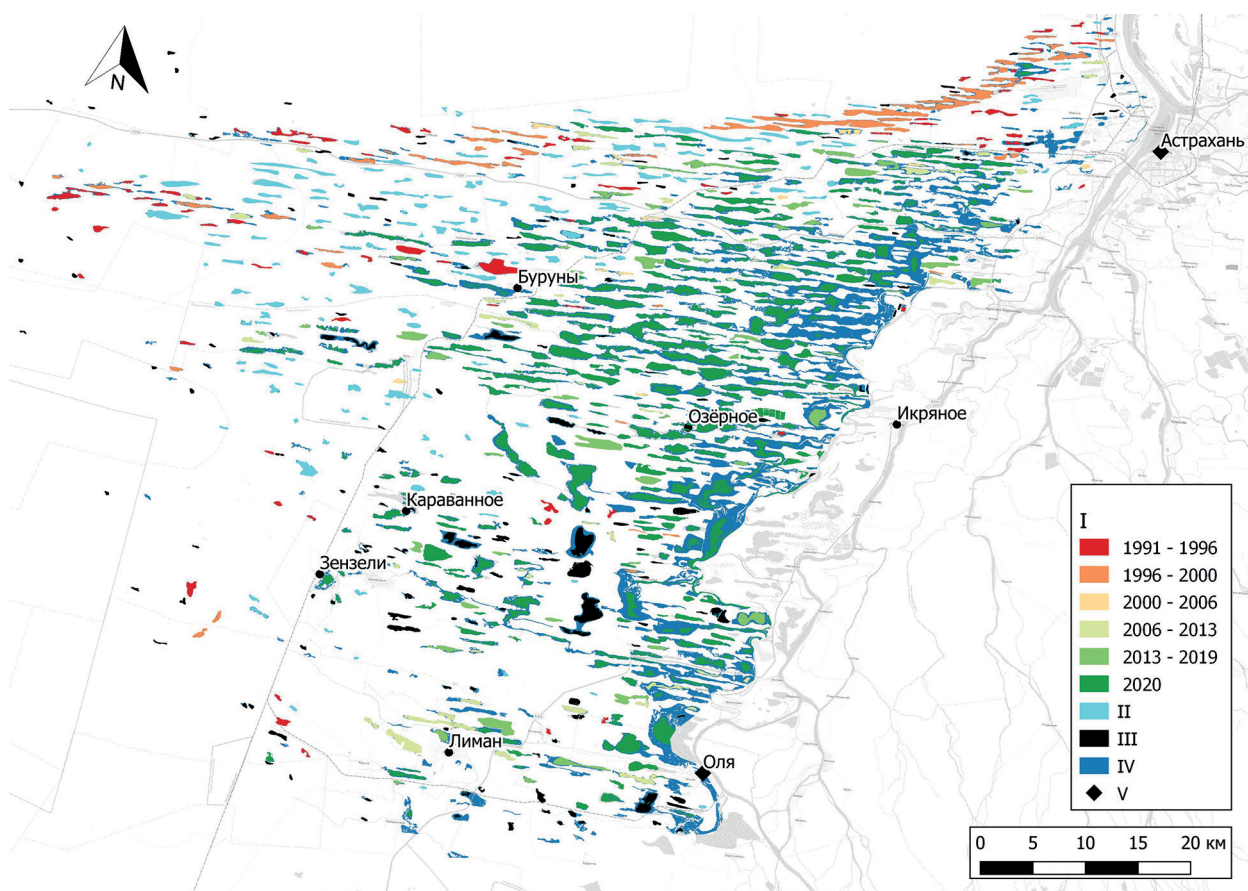 N
Астрахань
Буруны
Озёрное
Икряное
Караванное
Зензели
Лиман
Оля
I
1991 - 1996
1996 - 2000
2000 - 2006
2006 - 2013
2013 - 2019
2020
II
III
IV
V
0 5 10 15 20 км